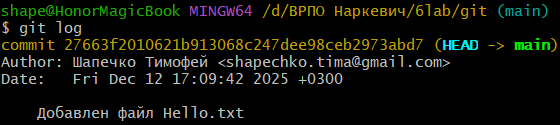 shape@HonorMagicBook MINGW64 /d/ВРПО Наркевич/6lab/git (main)
$ git log
commit 27663f2010621b913068c247dee98ceb2973abd7 (HEAD -> main)
Author: Шапечко Тимофей <shapechko.tima@gmail.com>
Date:   Fri Dec 12 17:09:42 2025 +0300
    Добавлен файл Hello.txt